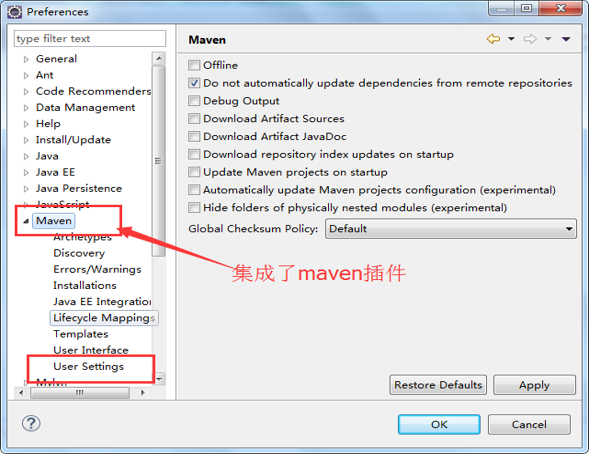 Preferences
type filter text
General
Ant
Code Recommenders
Data Management
Help
Install/Update
Java
Java EE
Java Persistence
JavaScript
Maven
Archetypes
Discovery
Errors/Warnings
Installations
Java EE Integration
Lifecycle Mappings
Templates
User Interface
User Settings
Mylyn
Maven
Offline
Do not automatically update dependencies from remote repositories
Debug Output
Download Artifact Sources
Download Artifact JavaDoc
Download repository index updates on startup
Update Maven projects on startup
Automatically update Maven projects configuration (experimental)
Hide folders of physically nested modules (experimental)
Global Checksum Policy: Default
集成了maven插件
Restore Defaults
Apply
OK
Cancel